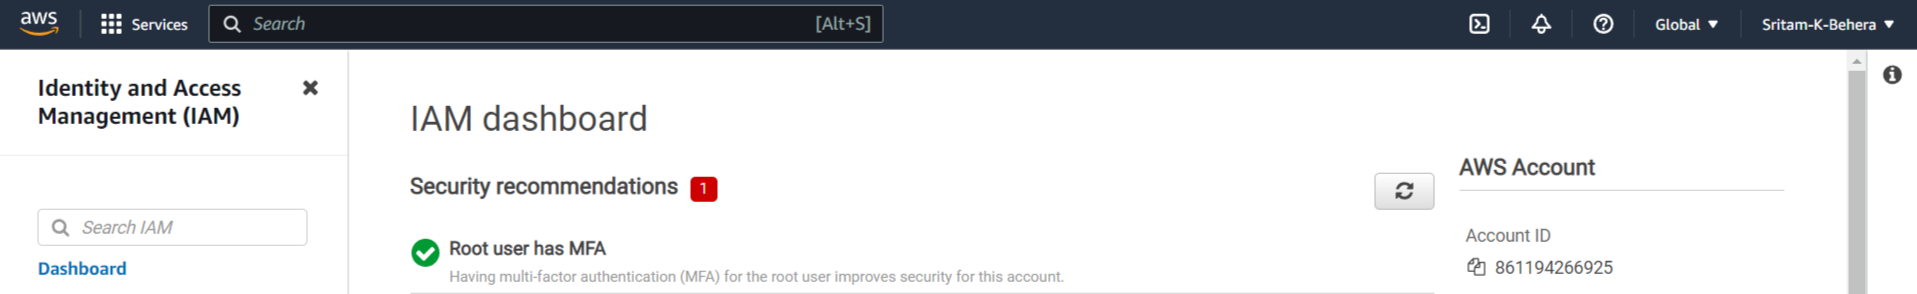 aws
Services
Search
[Alt+S]
Global
Sritam-K-Behera
Identity and Access
Management (IAM)
Search IAM
Dashboard
IAM dashboard
Security recommendations 1
Root user has MFA
Having multi-factor authentication (MFA) for the root user improves security for this account.
AWS Account
Account ID
861194266925